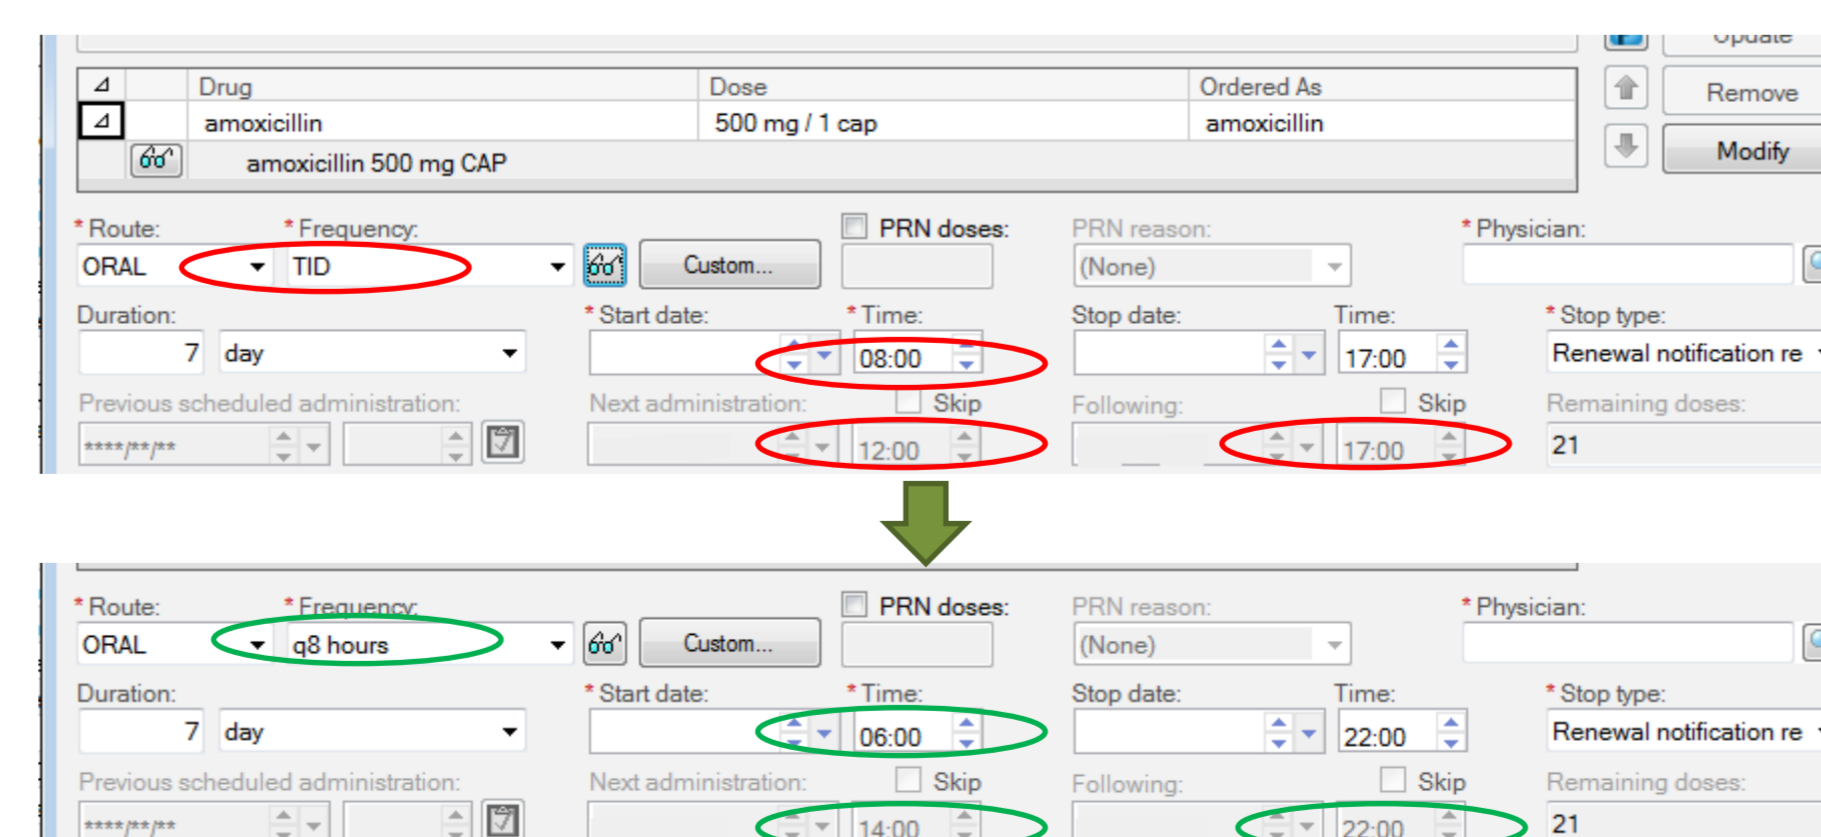 Update
Drug Dose Ordered As
Remove
amoxicillin 500 mg / 1 cap amoxicillin
Modify
amoxicillin 500 mg CAP
* Route: * Frequency: PRN doses: PRN reason: * Physician:
ORAL TID Custom... (None)
Duration: * Start date: * Time: Stop date: Time: * Stop type:
7 day 08:00 17:00 Renewal notification re
Previous scheduled administration: Next administration: Skip Following: Skip Remaining doses:
****/**/** 12:00 17:00 21
* Route: * Frequency: PRN doses: PRN reason: * Physician:
ORAL q8 hours Custom... (None)
Duration: * Start date: * Time: Stop date: Time: * Stop type:
7 day 06:00 22:00 Renewal notification re
Previous scheduled administration: Next administration: Skip Following: Skip Remaining doses:
****/**/** 14:00 22:00 21